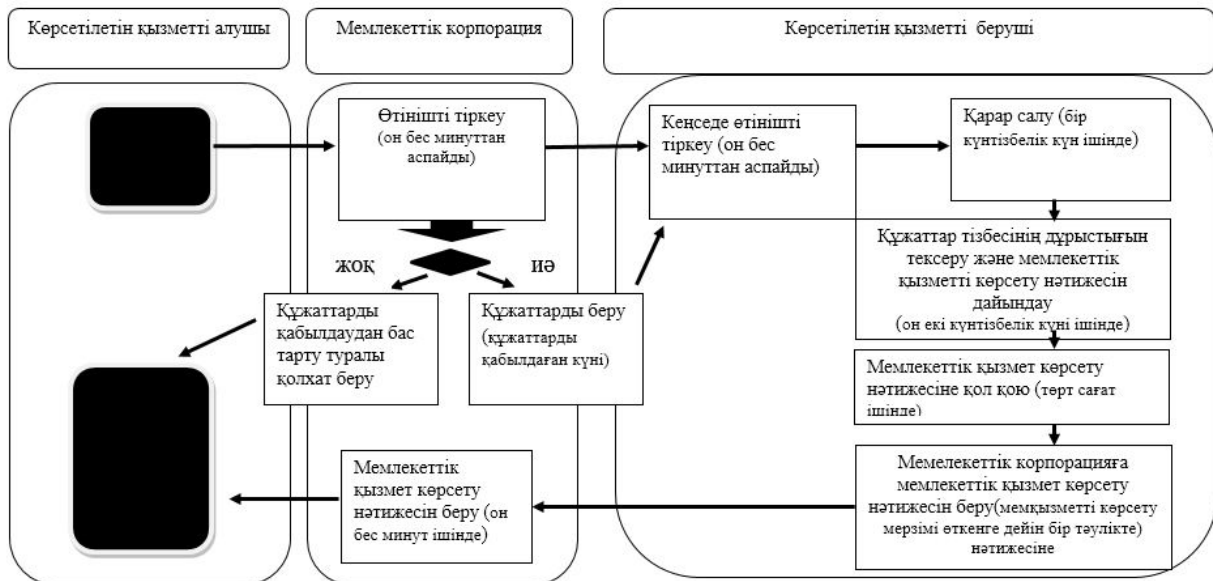 Көрсетілетін қызметті алушы
Мемлекеттік корпорация
Көрсетілетін қызметті беруші
Өтінішті тіркеу
(он бес минуттан
аспайды)
Кеңседе өтінішті
тіркеу (он бес
минуттан аспайды)
Қарар салу (бір
күнтізбелік күн ішінде)
Құжаттар тізбесінің дұрыстығын
тексеру және мемлекеттік
қызметті көрсету нәтижесін
дайындау
(он екі күнтізбелік күні ішінде)
жоқ
иә
Құжаттарды
қабылдаудан бас
тарту туралы
қолхат беру
Құжаттарды беру
(құжаттарды
қабылдаған күні)
Мемлекеттік қызмет көрсету
нәтижесіне қол қою (төрт сағат
ішінде)
Мемлекеттік
қызмет көрсету
нәтижесін беру (он
бес минут ішінде)
Мемелекеттік корпорацияға
мемлекеттік қызмет көрсету
нәтижесін беру(мемқызметті көрсету
мерзімі өткенге дейін бір тәулікте)
нәтижесіне